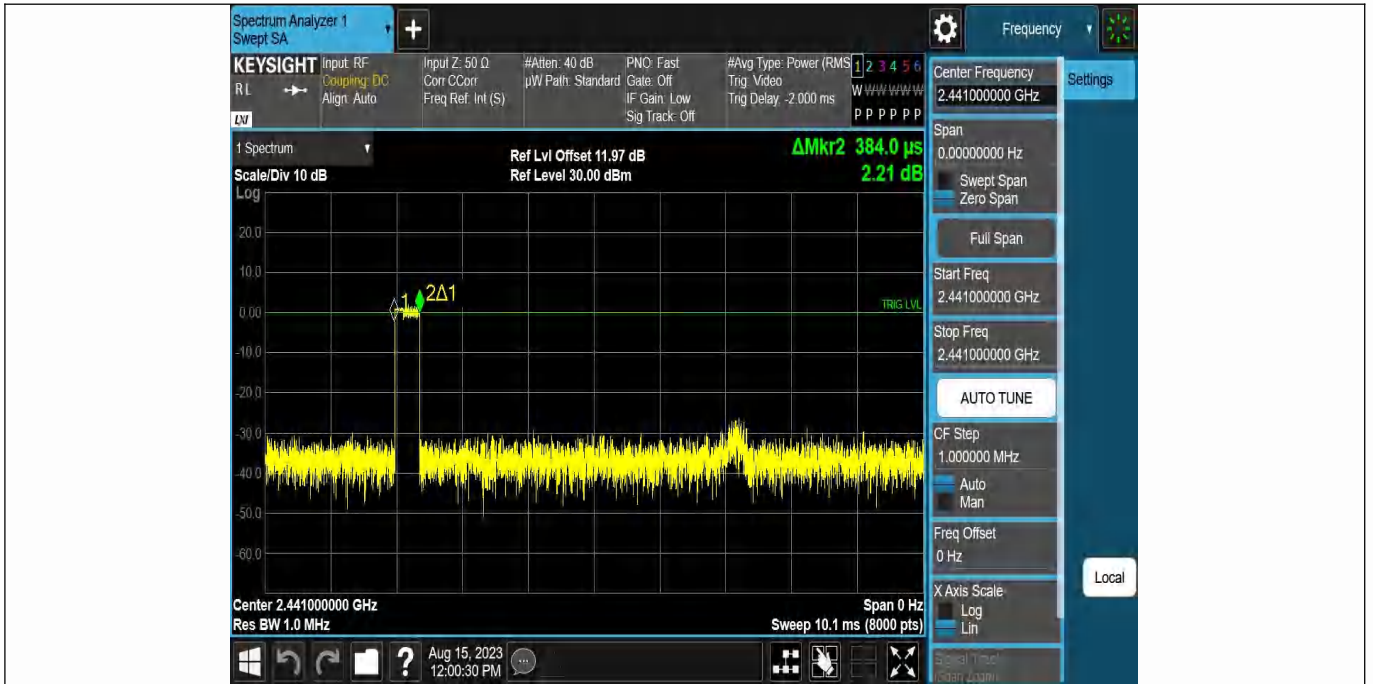 Spectrum Analyzer 1
Swept SA
+
Frequency
KEYSIGHT
RL
LXI
Input: RF
Coupling: DC
Align: Auto
Input Z: 50 Ω
Corr CCorr
Freq Ref: Int (S)
#Atten: 40 dB
µW Path: Standard
PNO: Fast
Gate: Off
IF Gain: Low
Sig Track: Off
#Avg Type: Power (RMS
Trig: Video
Trig Delay: -2.000 ms
1 2 3 4 5 6
W W W W W W
P P P P P P
1 Spectrum
Scale/Div 10 dB
Log
Ref Lvl Offset 11.97 dB
Ref Level 30.00 dBm
ΔMkr2 384.0 µs
2.21 dB
20.0
10.0
0.00
-10.0
-20.0
-30.0
-40.0
-50.0
-60.0
1
2Δ1
TRIG LVL
Center 2.441000000 GHz
Res BW 1.0 MHz
Span 0 Hz
Sweep 10.1 ms (8000 pts)
?
Aug 15, 2023
12:00:30 PM
Center Frequency
2.441000000 GHz
Settings
Span
0.00000000 Hz
Swept Span
Zero Span
Full Span
Start Freq
2.441000000 GHz
Stop Freq
2.441000000 GHz
AUTO TUNE
CF Step
1.000000 MHz
Auto
Man
Freq Offset
0 Hz
X Axis Scale
Log
Lin
Local
Signal Track
(Span Zoom)